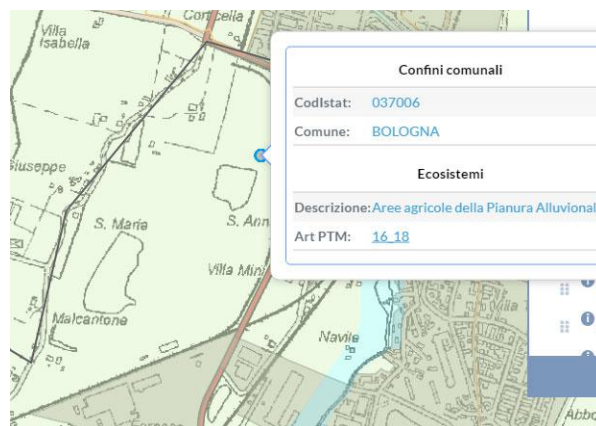 Corticella
Villa
Isabella
Confini comunali
CodIstat: 037006
Comune: BOLOGNA
Ecosistemi
Descrizione: Aree agricole della Pianura Alluvional
Art PTM: 16_18
iuseppe
S. Maria
S. Ann
Villa Mini
Malcantone
Navile
Abbo